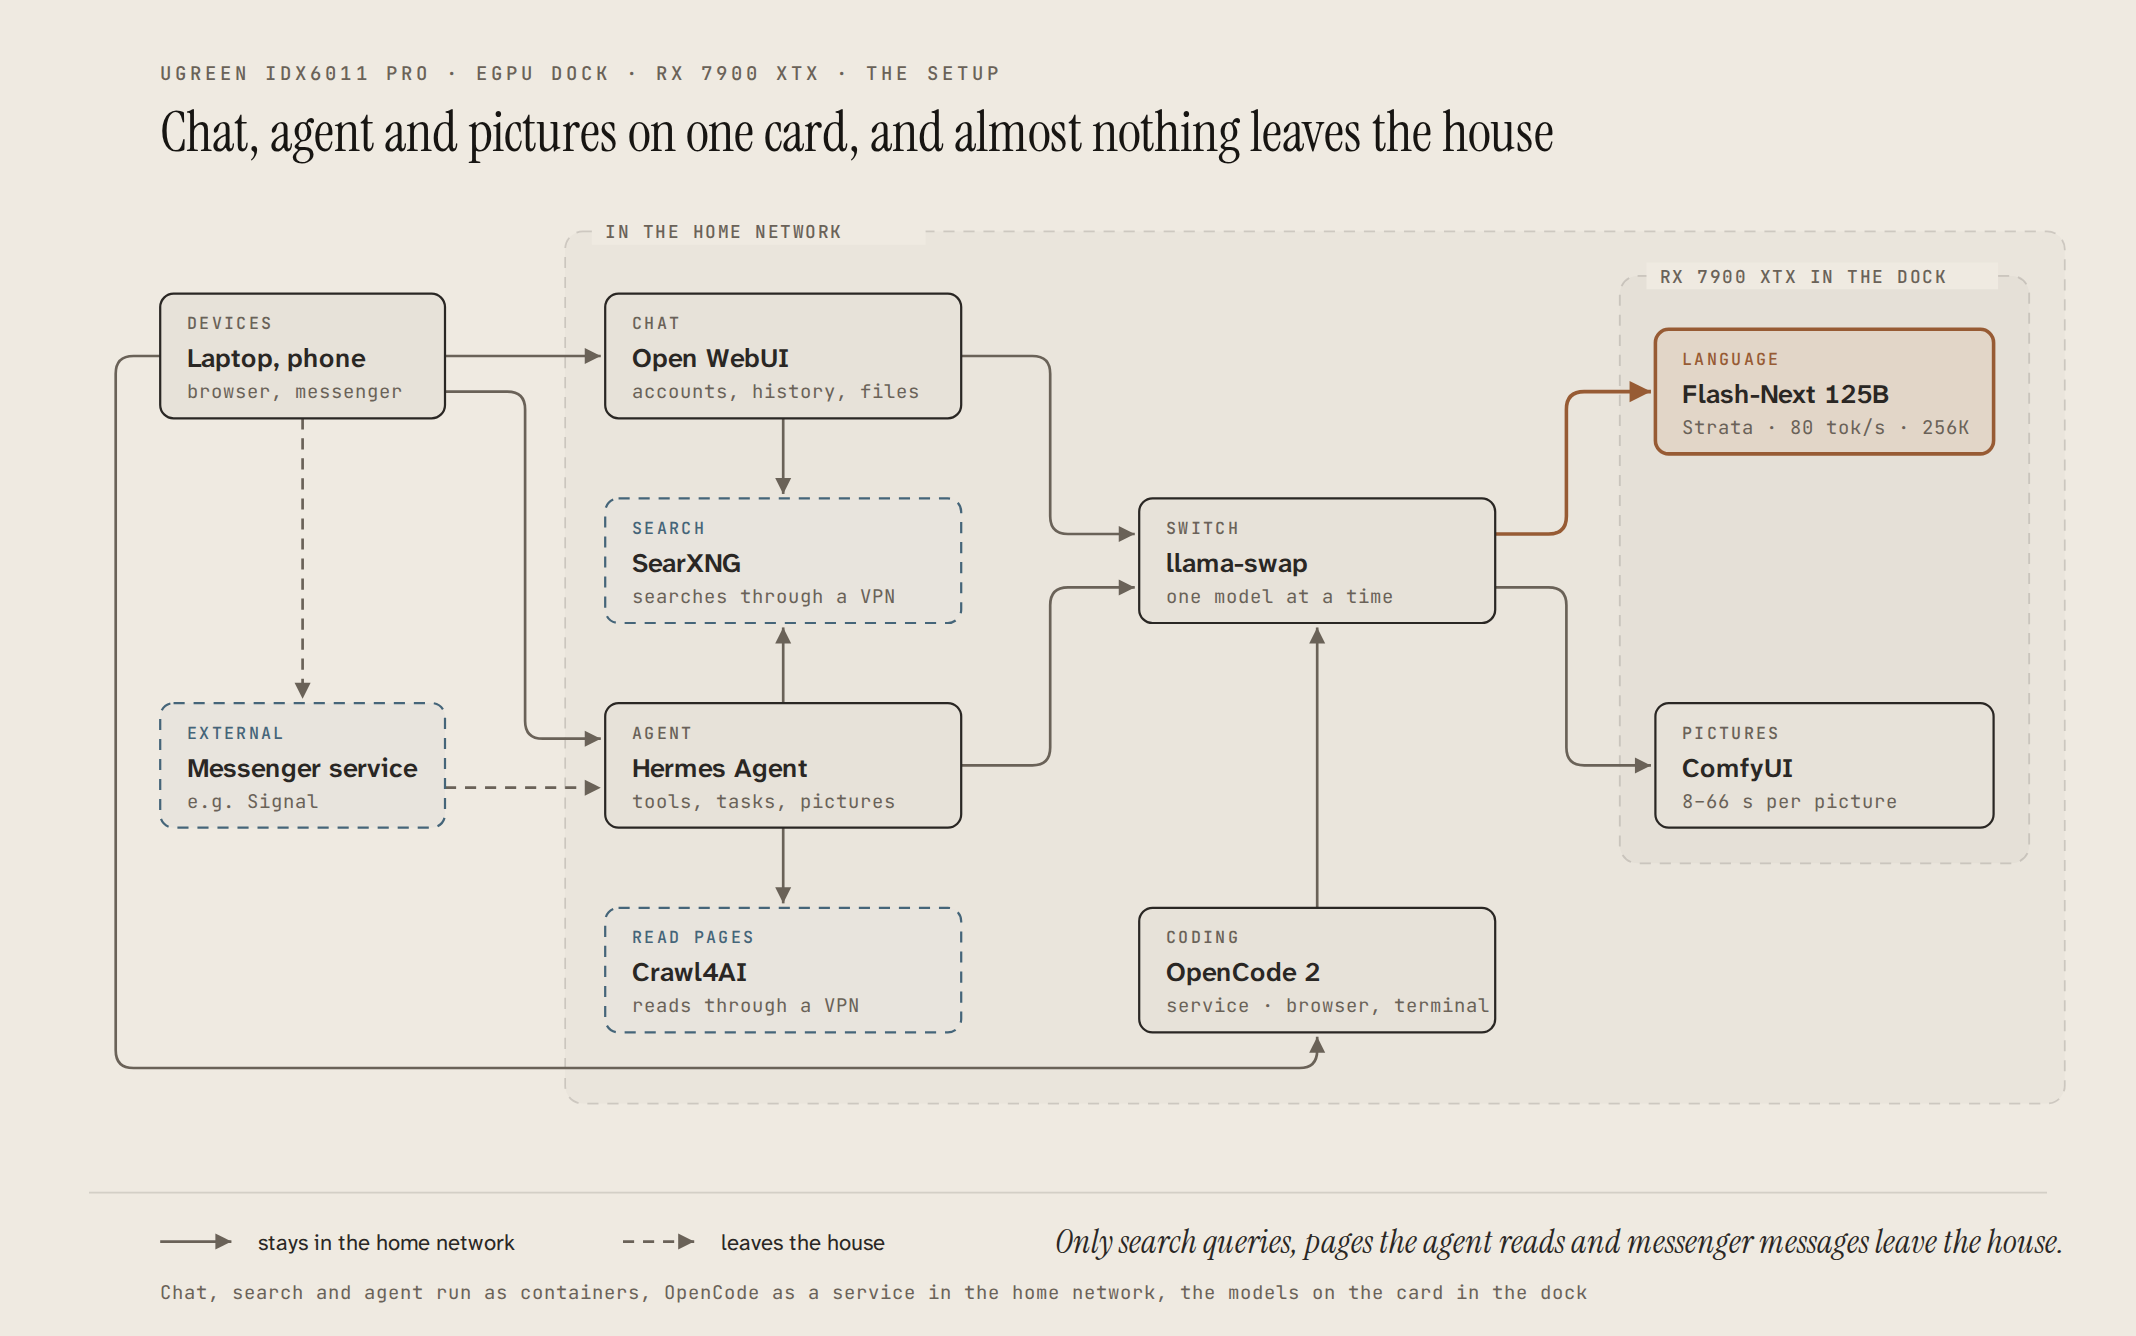 UGREEN IDX6011 PRO · EGPU DOCK · RX 7900 XTX · THE SETUP
Chat, agent and pictures on one card, and almost nothing leaves the house
IN THE HOME NETWORK
RX 7900 XTX IN THE DOCK
DEVICES
Laptop, phone
browser, messenger
CHAT
Open WebUI
accounts, history, files
LANGUAGE
Flash-Next 125B
Strata · 80 tok/s · 256K
SEARCH
SearXNG
searches through a VPN
SWITCH
llama-swap
one model at a time
EXTERNAL
Messenger service
e.g. Signal
AGENT
Hermes Agent
tools, tasks, pictures
PICTURES
ComfyUI
8–66 s per picture
READ PAGES
Crawl4AI
reads through a VPN
CODING
OpenCode 2
service · browser, terminal
stays in the home network
leaves the house
Only search queries, pages the agent reads and messenger messages leave the house.
Chat, search and agent run as containers, OpenCode as a service in the home network, the models on the card in the dock